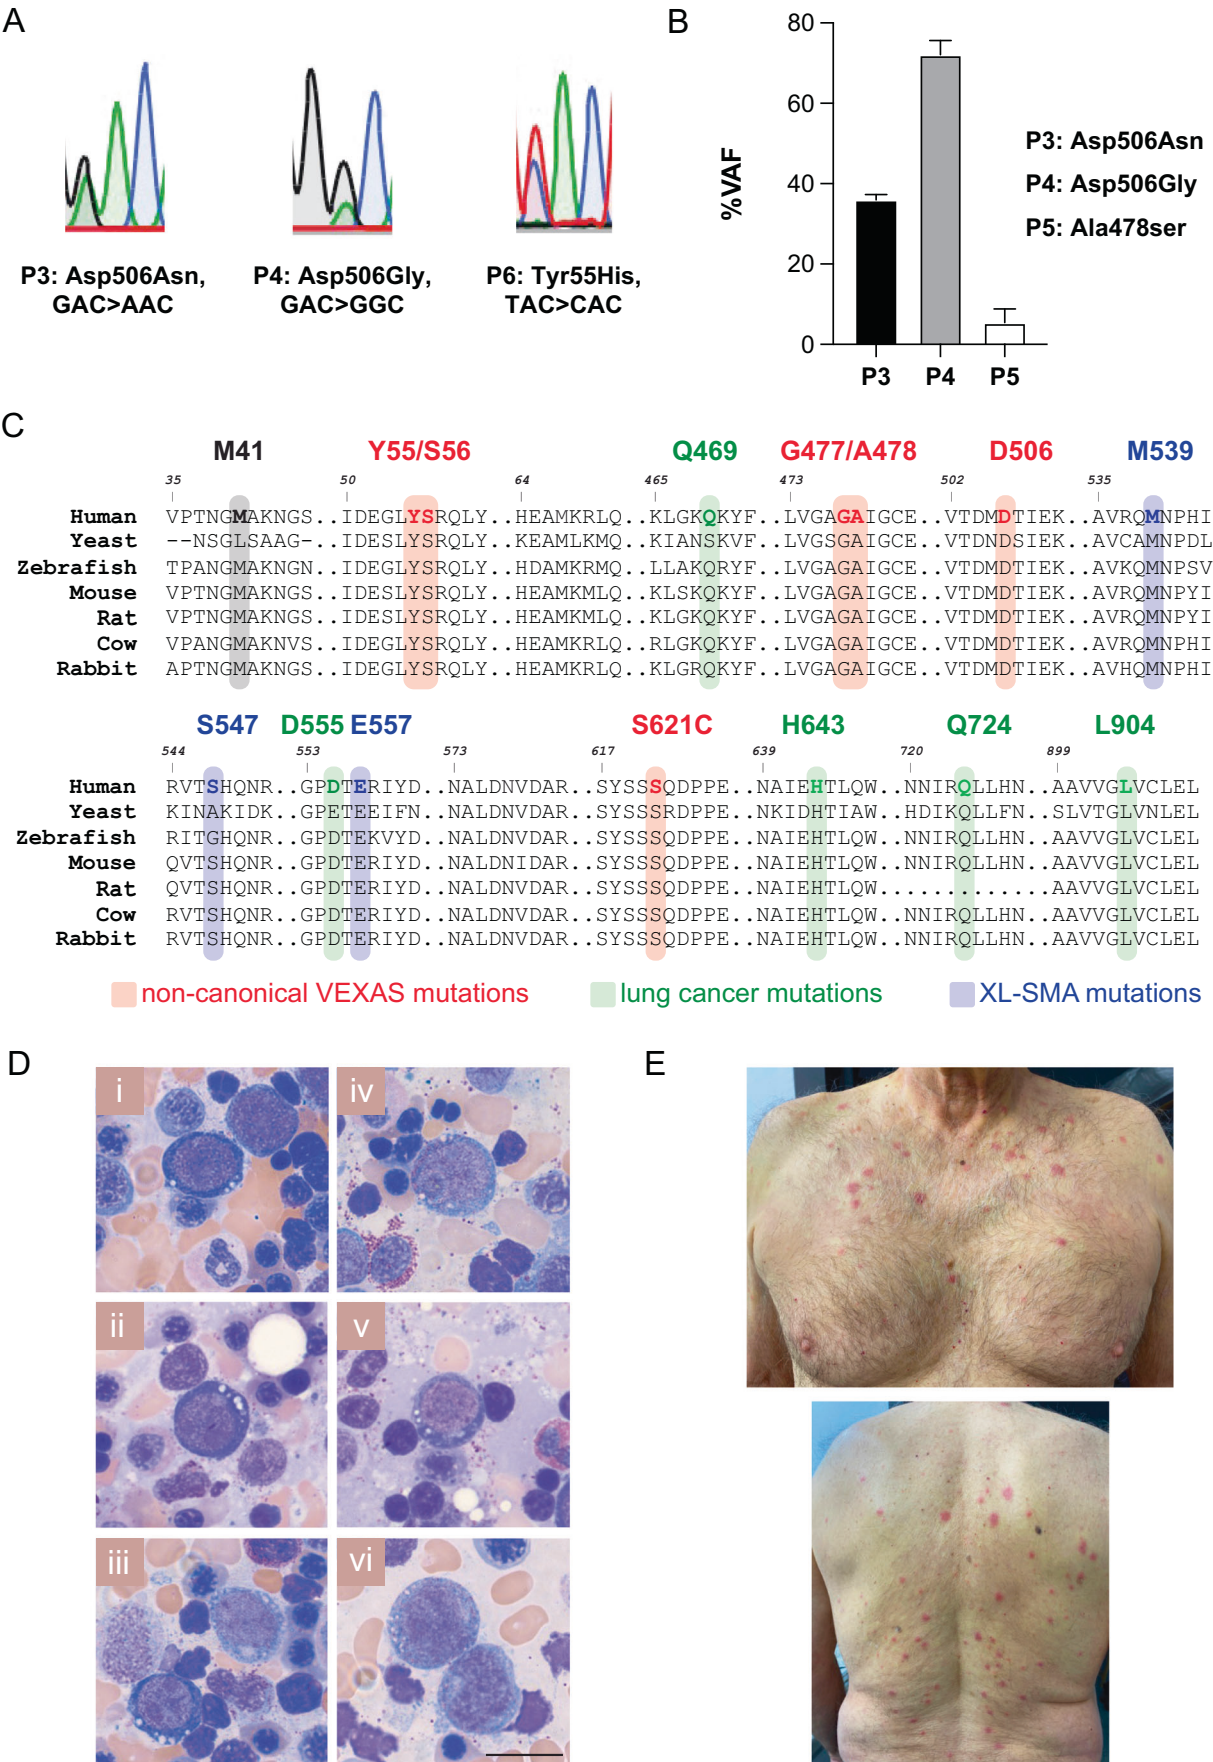 A
P3: Asp506Asn,
GAC>AAC
P4: Asp506Gly,
GAC>GGC
P6: Tyr55His,
TAC>CAC
B
%VAF
80
60
40
20
0
P3 P4 P5
P3: Asp506Asn
P4: Asp506Gly
P5: Ala478ser
C
M41 Y55/S56 Q469 G477/A478 D506 M539
35 50 64 465 473 502 535
Human VPTNGMAKNGS..IDEGLYSRQLY..HEAMKRLQ..KLGKQKYF..LVGAGAIGCE..VTDMDTIEK..AVRQMNPHI
Yeast --NSGLSAAG-..IDESLYSRQLY..KEAMLKMQ..KIANSKVF..LVGSGAIGCE..VTDNDSIEK..AVCAMNPDL
Zebrafish TPANGMAKNGN..IDEGLYSRQLY..HDAMKRMQ..LLAKQRYF..LVGAGAIGCE..VTDMDTIEK..AVKQMNPSV
Mouse VPTNGMAKNGS..IDESLYSRQLY..HEAMKMLQ..KLSKQKYF..LVGAGAIGCE..VTDMDTIEK..AVRQMNPYI
Rat VPTNGMAKNGS..IDESLYSRQLY..HEAMKMLQ..KLGKQKYF..LVGAGAIGCE..VTDMDTIEK..AVRQMNPYI
Cow VPANGMAKNVS..IDESLYSRQLY..HEAMKRLQ..RLGKQKYF..LVGAGAIGCE..VTDMDTIEK..AVRQMNPHI
Rabbit APTNGMAKNGS..IDEGLYSRQLY..HEAMKRLQ..KLGRQKYF..LVGAGAIGCE..VTDMDTIEK..AVHQMNPHI
S547 D555 E557 S621C H643 Q724 L904
544 553 573 617 639 720 899
Human RVTSHQNR..GPDTERIYD..NALDNVDAR..SYSSSQDPPE..NAIEHTLQW..NNIRQLLHN..AAVVGLVCLEL
Yeast KINAKIDK..GPETEEIFN..NALDNVDAR..SYSSSRDPPE..NKIDHTIAW..HDIKQLLFN..SLVTGLVNLEL
Zebrafish RITGHQNR..GPDTEKVYD..NALDNVDAR..SYSSSQDPPE..NAIEHTLQW..NNIRQLLHN..AAVVGLVCLEL
Mouse QVTSHQNR..GPDTERIYD..NALDNIDAR..SYSSSQDPPE..NAIEHTLQW..NNIRQLLHN..AAVVGLVCLEL
Rat QVTSHQNR..GPDTERIYD..NALDNVDAR..SYSSSQDPPE..NAIEHTLQW.............AAVVGLVCLEL
Cow RVTSHQNR..GPDTERIYD..NALDNVDAR..SYSSSQDPPE..NAIEHTLQW..NNIRQLLHN..AAVVGLVCLEL
Rabbit RVTSHQNR..GPDTERIYD..NALDNVDAR..SYSSSQDPPE..NAIEHTLQW..NNIRQLLHN..AAVVGLVCLEL
non-canonical VEXAS mutations lung cancer mutations XL-SMA mutations
D
i iv
ii v
iii vi
E